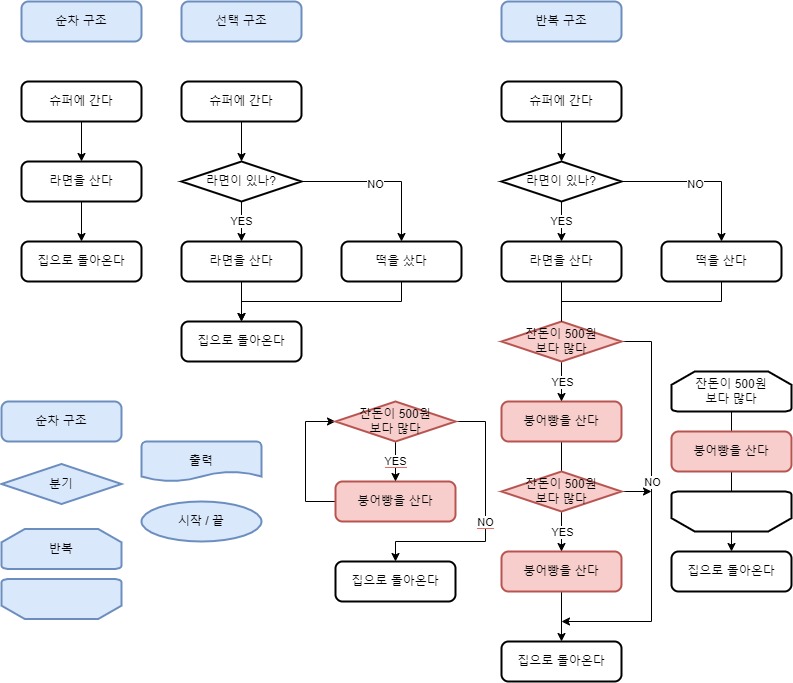 순차 구조
선택 구조
반복 구조
슈퍼에 간다
슈퍼에 간다
슈퍼에 간다
라면을 산다
라면이 있나?
NO
라면이 있나?
NO
YES
YES
집으로 돌아온다
라면을 산다
떡을 샀다
라면을 산다
떡을 산다
집으로 돌아온다
잔돈이 500원
보다 많다
YES
잔돈이 500원
보다 많다
순차 구조
잔돈이 500원
보다 많다
붕어빵을 산다
붕어빵을 산다
출력
YES
분기
잔돈이 500원
보다 많다
NO
붕어빵을 산다
시작 / 끝
NO
YES
반복
집으로 돌아온다
붕어빵을 산다
집으로 돌아온다
집으로 돌아온다